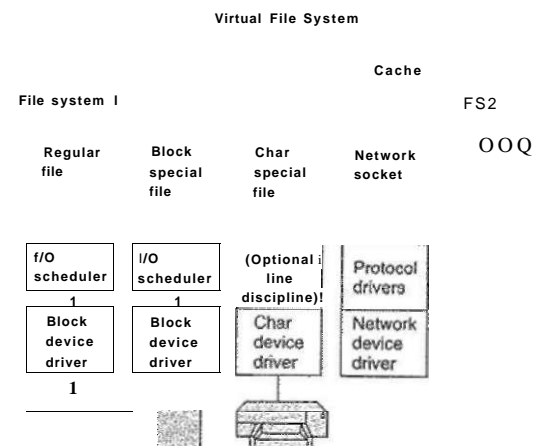 Virtual File System
Cache
File system I
FS2
OOQ
Regular
file
Block
special
file
Char
special
file
Network
socket
f/O
scheduler
1
I/O
scheduler
1
(Optional i
line
discipline)!
Protocol
drivers
Block
device
driver
1
Block
device
driver
Char
device
driver
Network
device
driver